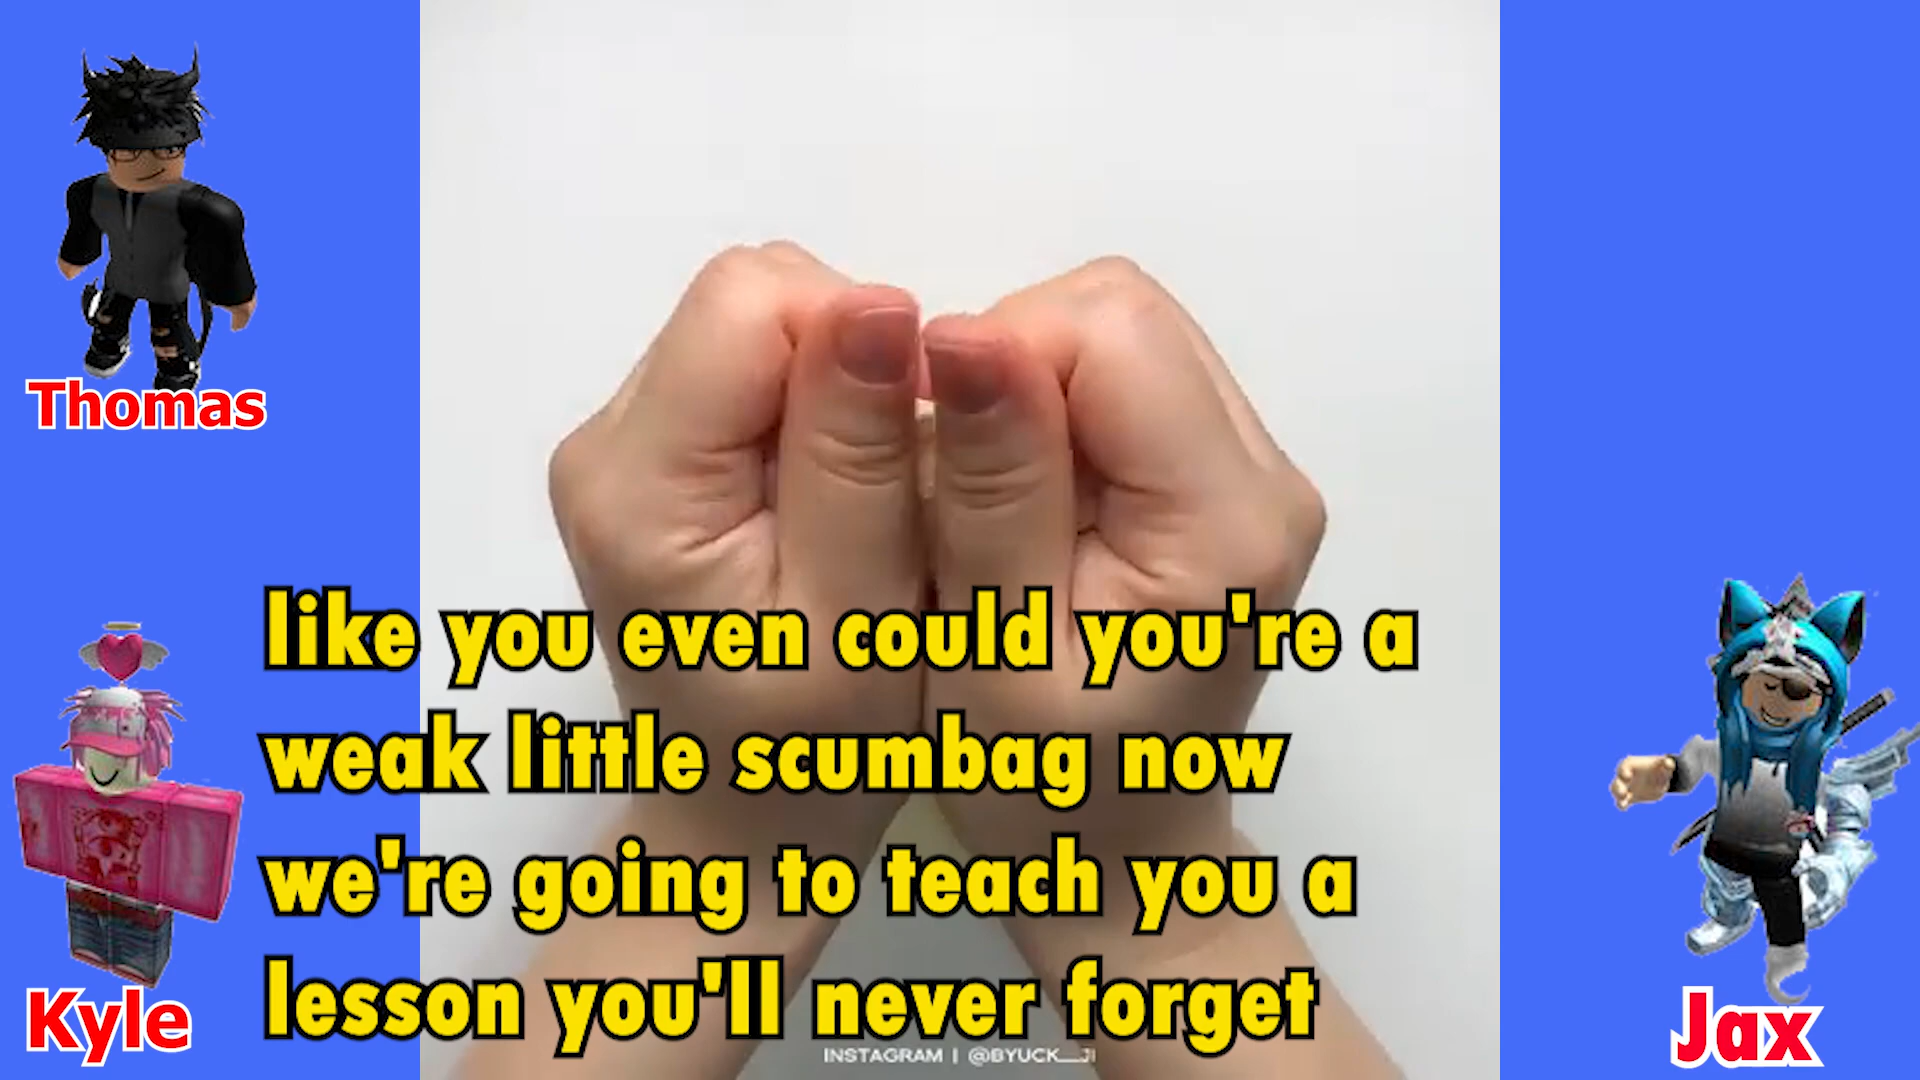 Thomas
like you even could you're a
weak little scumbag now
we're going to teach you a
lesson you'll never forget
Kyle
Jax
INSTAGRAM | @BYUCK__JI